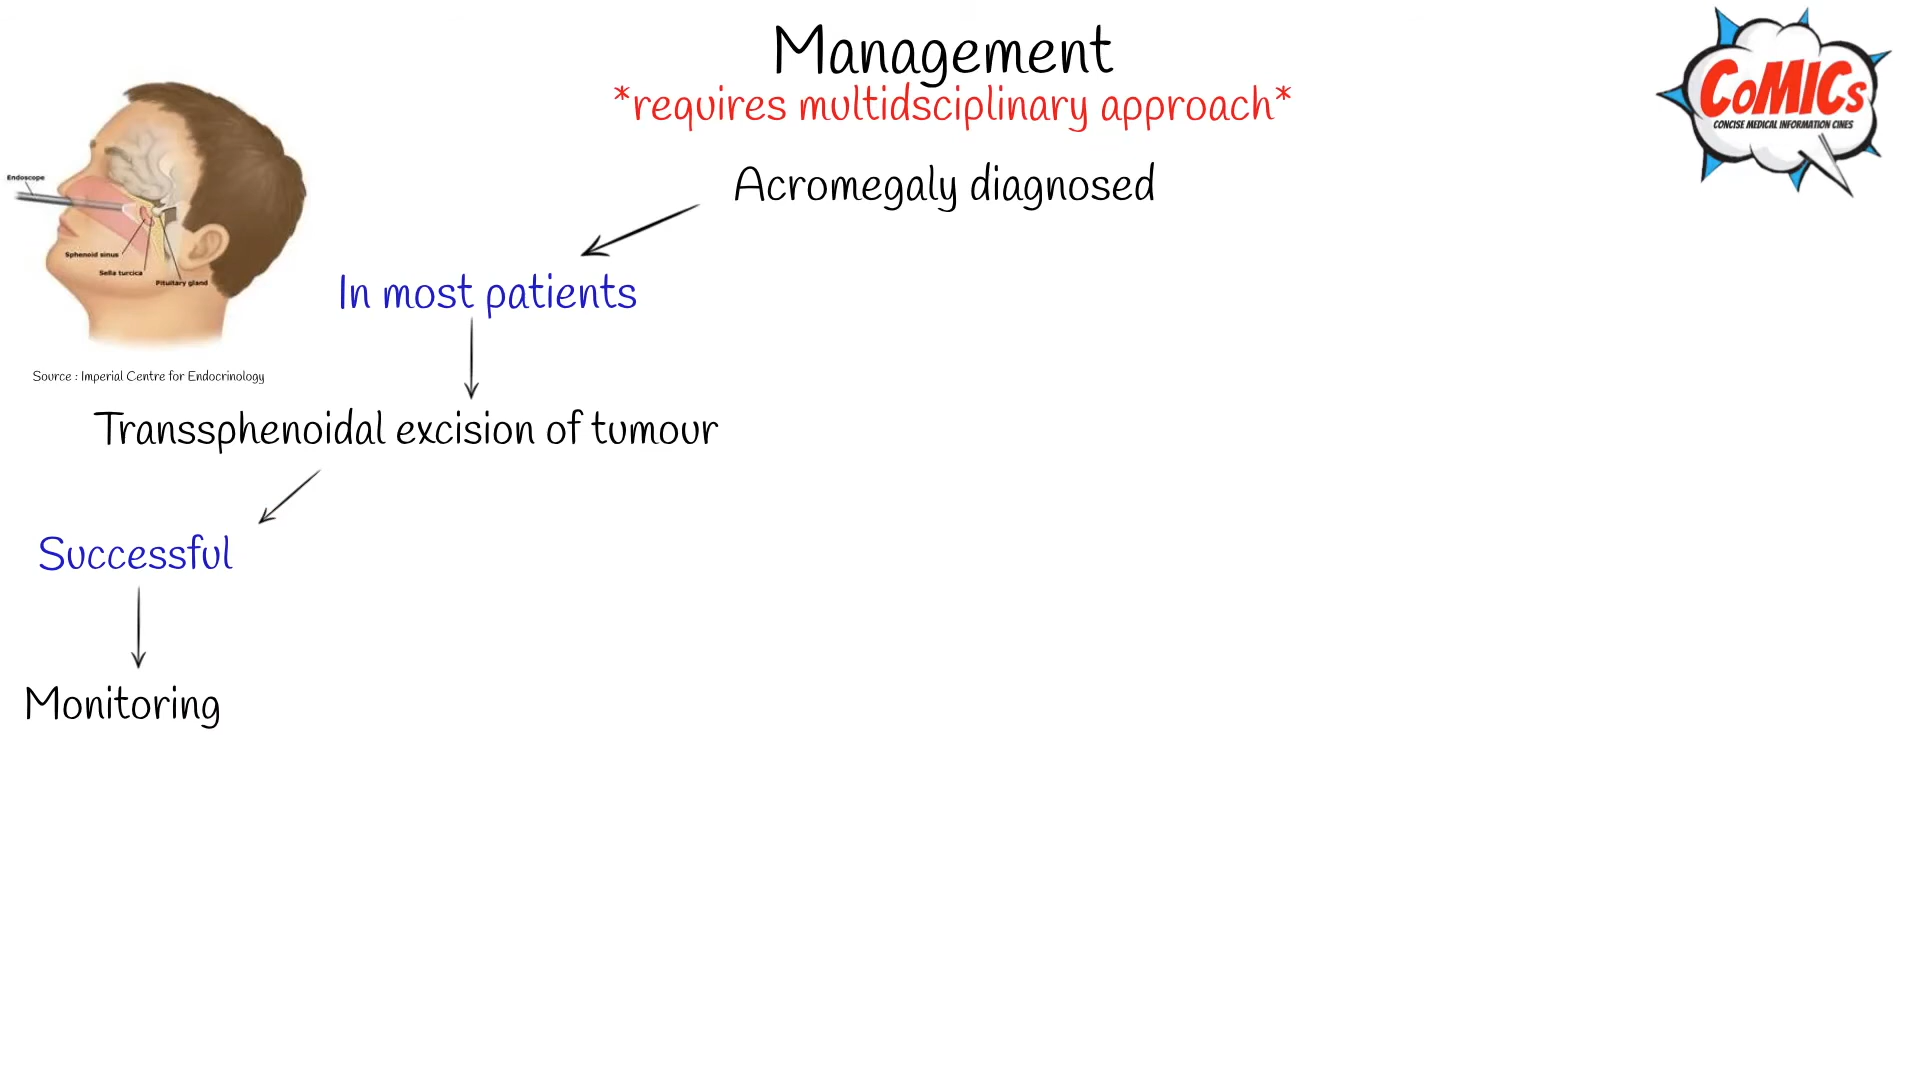 Management
*requires multidsciplinary approach*
CoMICs
CONCISE MEDICAL INFORMATION CINES
Acromegaly diagnosed
Endoscope
Sphenoid sinus
Sella turcica
Pituitary gland
In most patients
Source : Imperial Centre for Endocrinology
Transsphenoidal excision of tumour
Successful
Monitoring